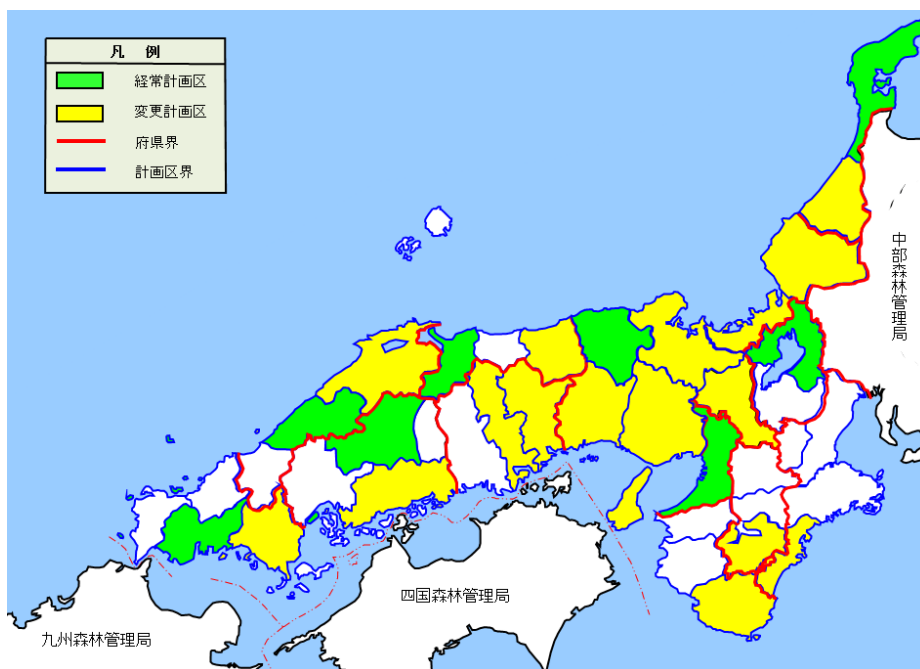 凡 例
経常計画区
変更計画区
府県界
計画区界
中部森林管理局
四国森林管理局
九州森林管理局